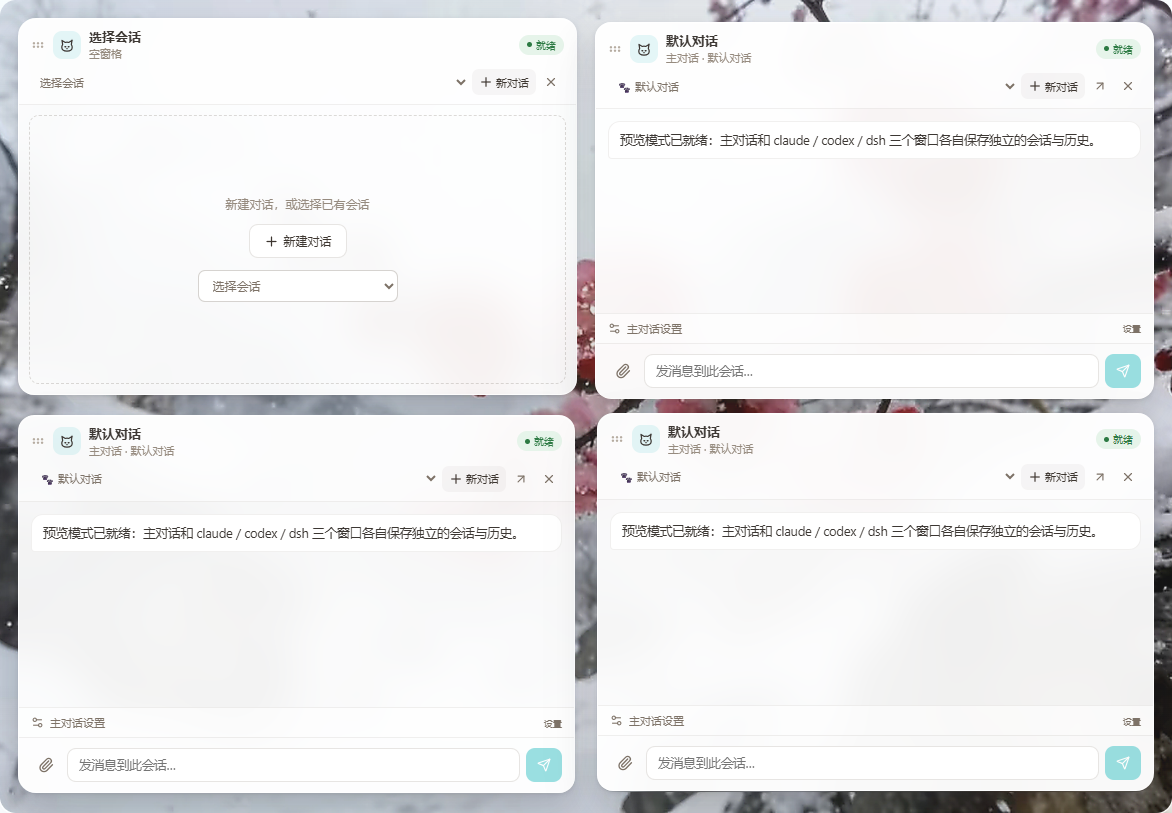 选择会话
空窗格
就绪
选择会话
新对话
新建对话，或选择已有会话
新建对话
选择会话
默认对话
主对话 · 默认对话
就绪
默认对话
新对话
预览模式已就绪：主对话和 claude / codex / dsh 三个窗口各自保存独立的会话与历史。
主对话设置
设置
发消息到此会话...
默认对话
主对话 · 默认对话
就绪
默认对话
新对话
预览模式已就绪：主对话和 claude / codex / dsh 三个窗口各自保存独立的会话与历史。
主对话设置
设置
发消息到此会话...
默认对话
主对话 · 默认对话
就绪
默认对话
新对话
预览模式已就绪：主对话和 claude / codex / dsh 三个窗口各自保存独立的会话与历史。
主对话设置
设置
发消息到此会话...